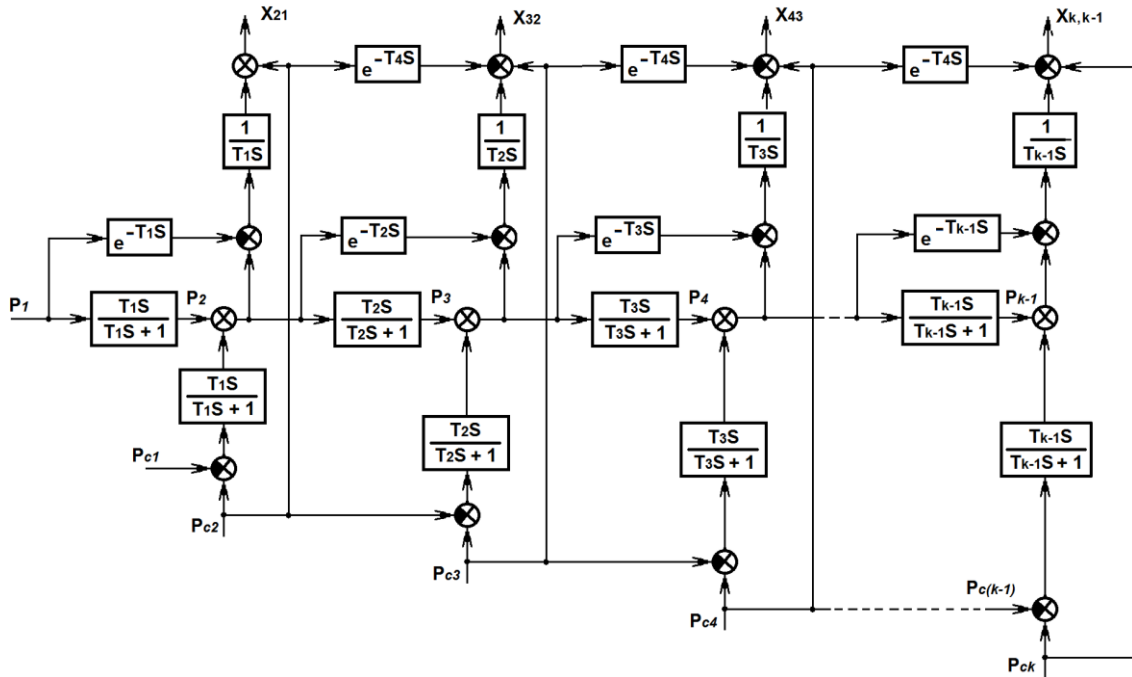 X21 X32 X43 Xk, k-1
e-T4S e-T4S e-T4S
1 1 1 1
T1S T2S T3S Tk-1S
e-T1S e-T2S e-T3S e-Tk-1S
P1 T1S P2 T2S P3 T3S P4 Tk-1S Pk-1
T1S + 1 T2S + 1 T3S + 1 Tk-1S + 1
T1S
T1S + 1
T2S T3S Tk-1S
T2S + 1 T3S + 1 Tk-1S + 1
Pc1
Pc2
Pc3
Pc(k-1)
Pc4
Pck